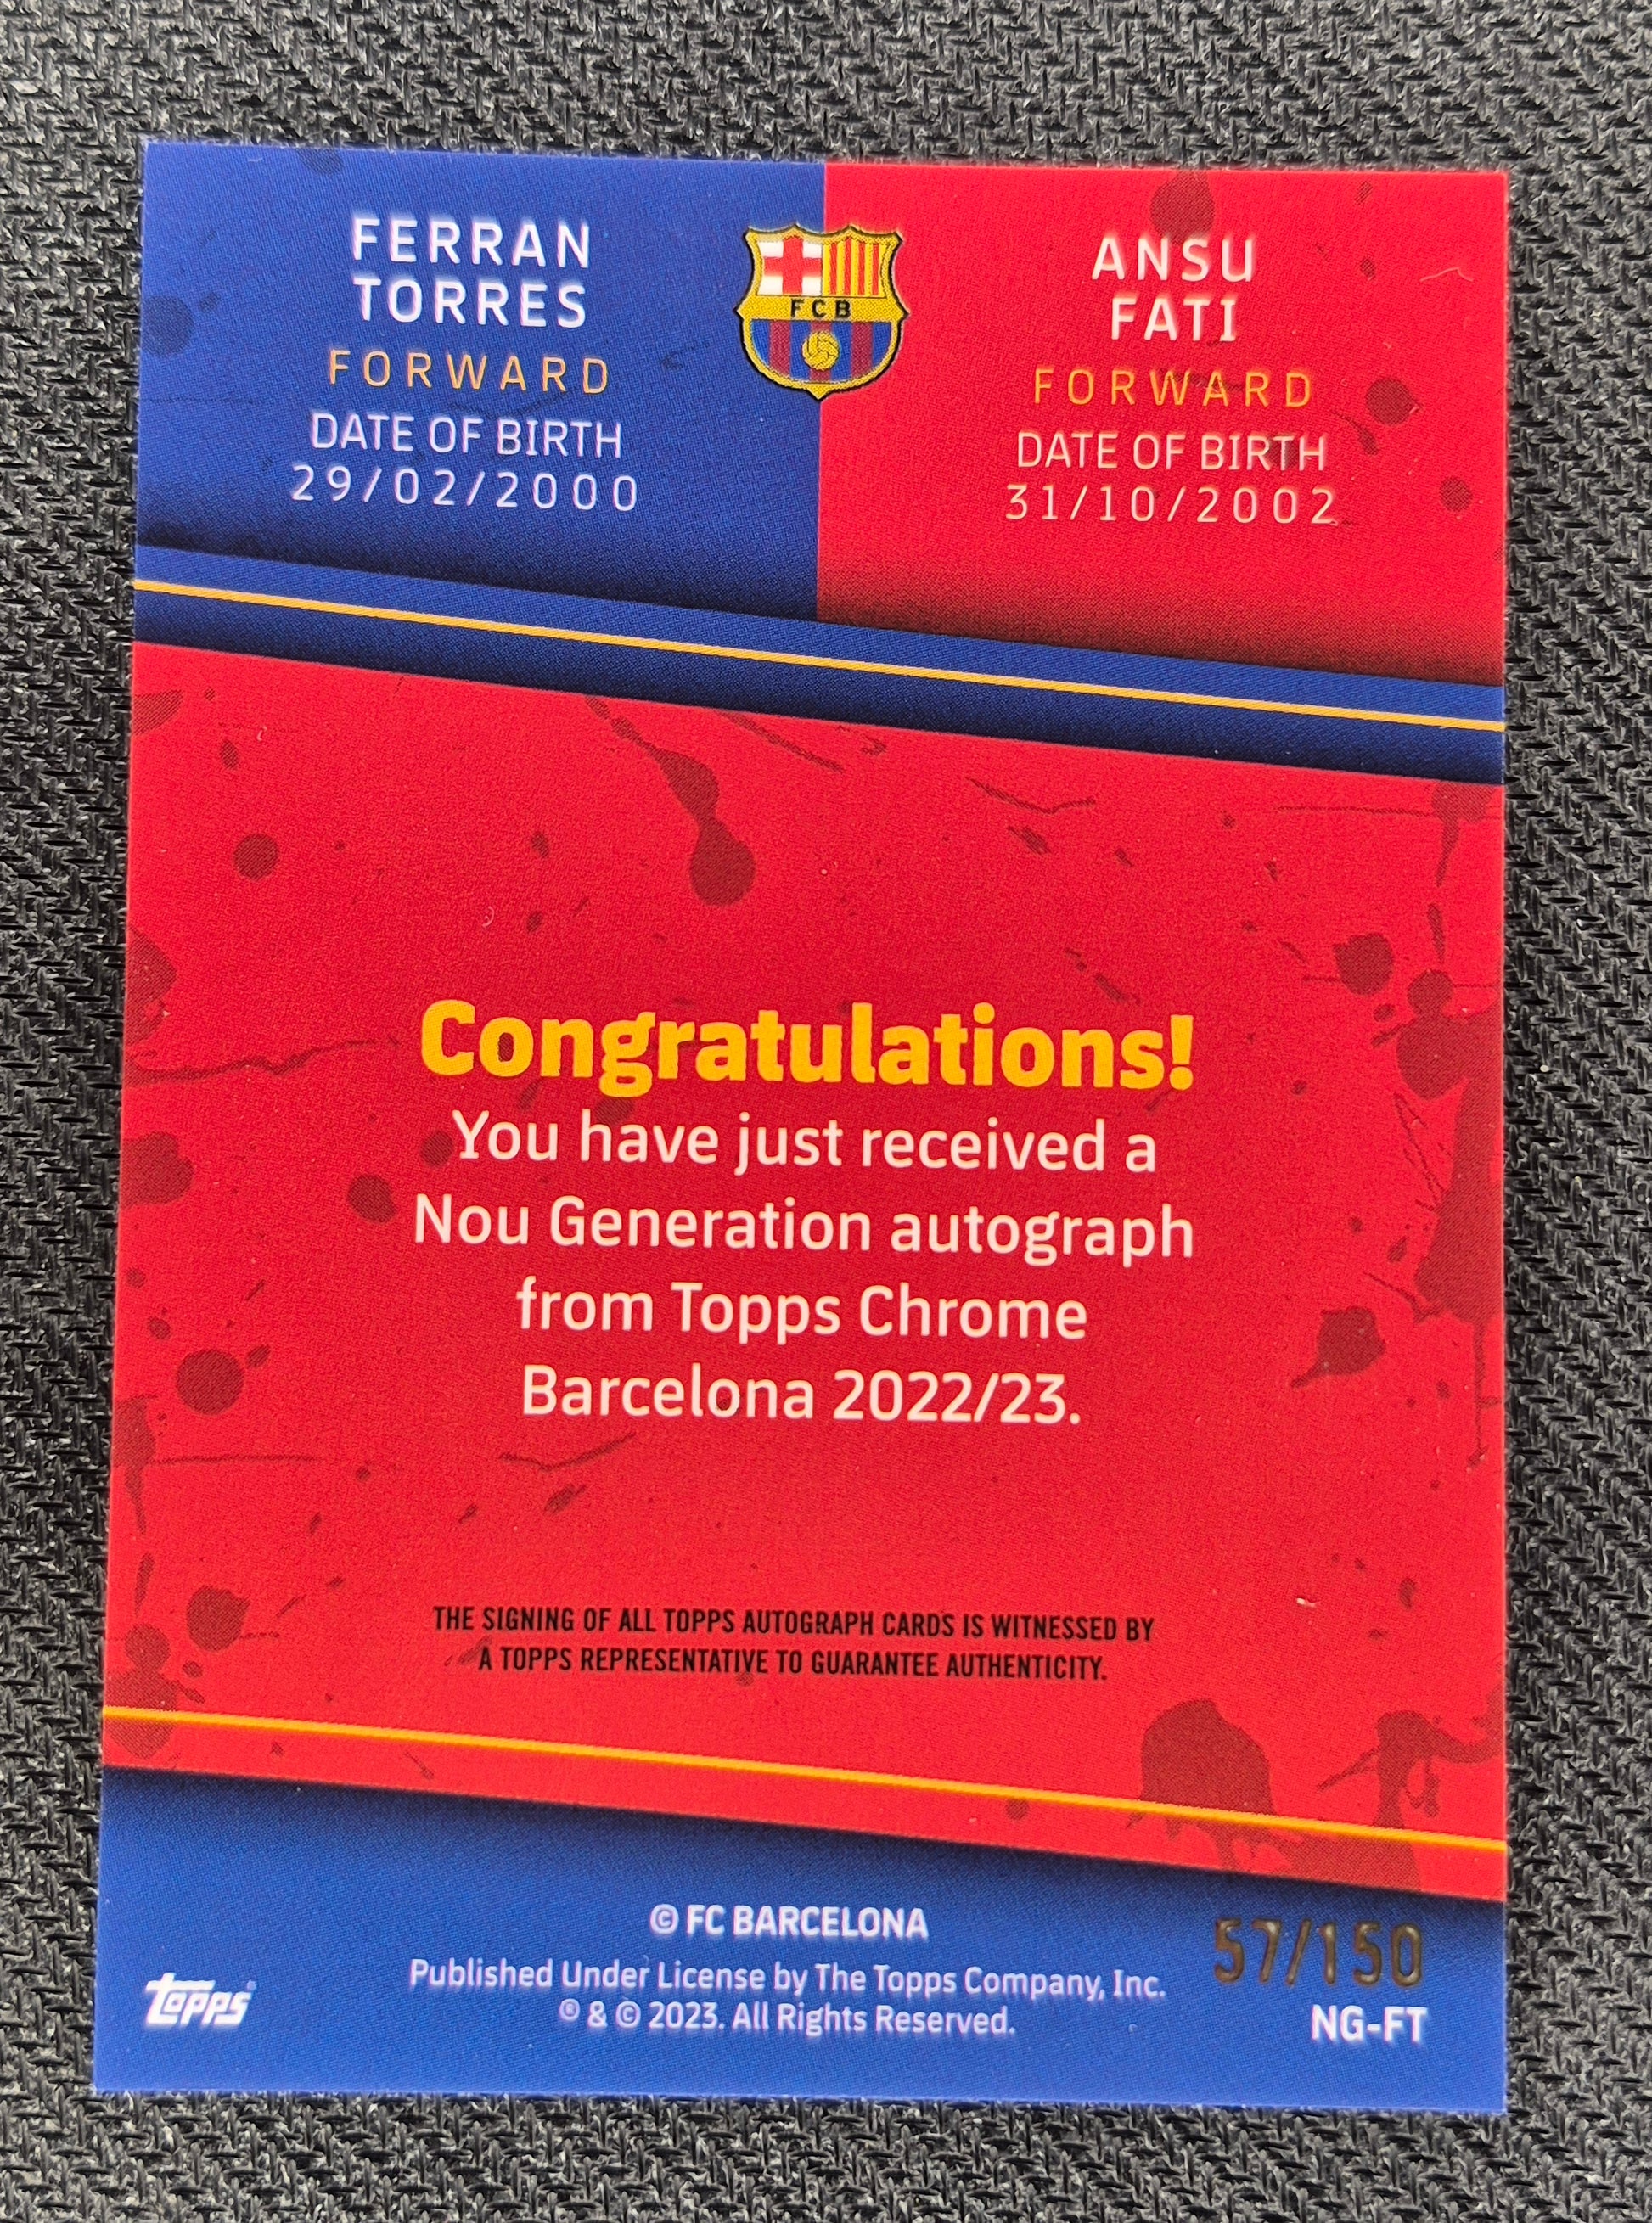 FERRAN
TORRES
FORWARD
DATE OF BIRTH
29/02/2000
FCB
ANSU
FATI
FORWARD
DATE OF BIRTH
31/10/2002
Congratulations!
You have just received a
Nou Generation autograph
from Topps Chrome
Barcelona 2022/23.
THE SIGNING OF ALL TOPPS AUTOGRAPH CARDS IS WITNESSED BY
A TOPPS REPRESENTATIVE TO GUARANTEE AUTHENTICITY.
© FC BARCELONA
Published Under License by The Topps Company, Inc.
® & © 2023. All Rights Reserved.
topps®
57/150
NG-FT